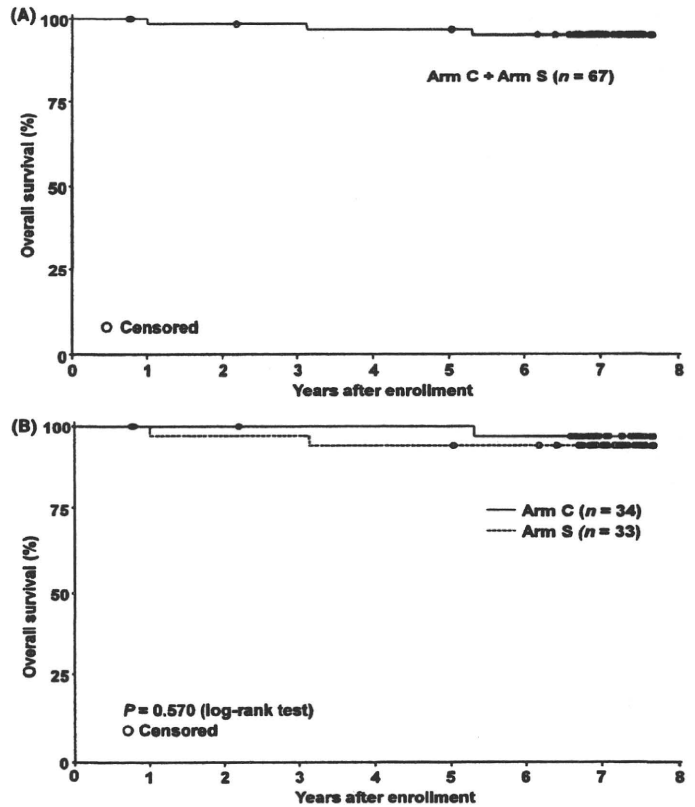 (A)
100
75
50
25
0
Overall survival (%)
Arm C + Arm S (n = 67)
Censored
0 1 2 3 4 5 6 7 8
Years after enrollment
(B)
100
75
50
25
0
Overall survival (%)
Arm C (n = 34)
Arm S (n = 33)
P = 0.570 (log-rank test)
Censored
0 1 2 3 4 5 6 7 8
Years after enrollment